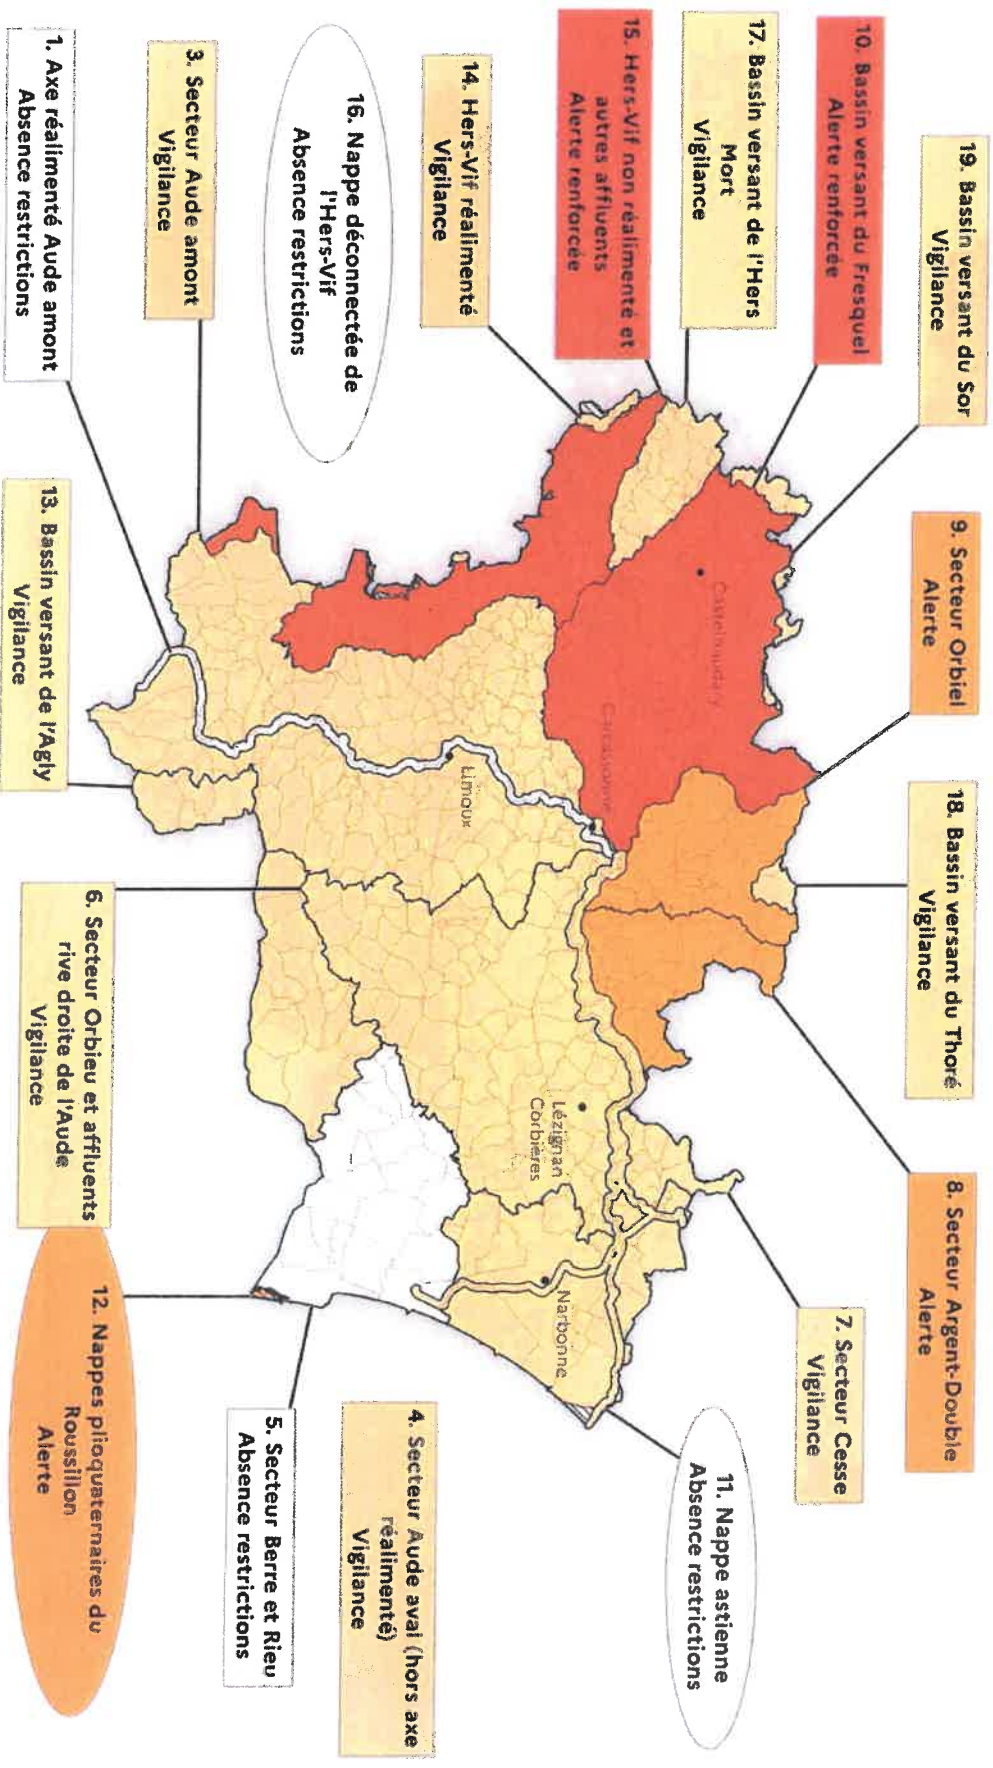 19. Bassin versant du Sor
Vigilance
10. Bassin versant du Fresquel
Alerte renforcée
17. Bassin versant de l'Hers
Mort
Vigilance
15. Hers-Vif non réalimenté et
autres affluents
Alerte renforcée
14. Hers-Vif réalimenté
Vigilance
16. Nappe déconnectée de
l'Hers-Vif
Absence restrictions
3. Secteur Aude amont
Vigilance
1. Axe réalimenté Aude amont
Absence restrictions
9. Secteur Orbiel
Alerte
18. Bassin versant du Thoré
Vigilance
8. Secteur Argent-Double
Alerte
7. Secteur Cesse
Vigilance
11. Nappe astienne
Absence restrictions
4. Secteur Aude aval (hors axe
réalimenté)
Vigilance
5. Secteur Berre et Rieu
Absence restrictions
12. Nappes plioquaternaires du
Roussillon
Alerte
6. Secteur Orbieu et affluents
rive droite de l'Aude
Vigilance
13. Bassin versant de l'Agly
Vigilance
Castelnaudary
Carcassonne
Limoux
Lézignan
Corbières
Narbonne